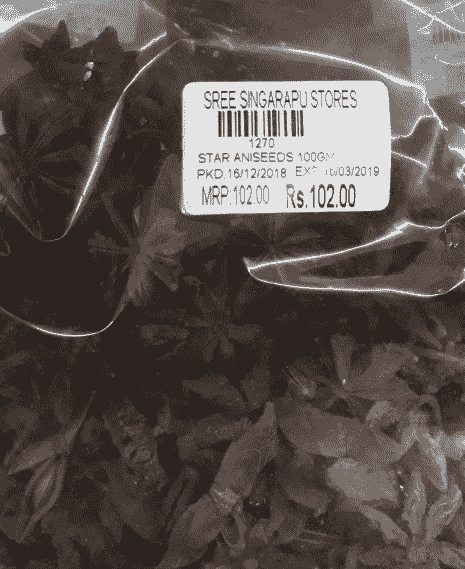 SREE SINGARAPU STORES
1270
STAR ANISEEDS 100GM
PKD.16/12/2018 EXP 16/03/2019
MRP:102.00 Rs.102.00